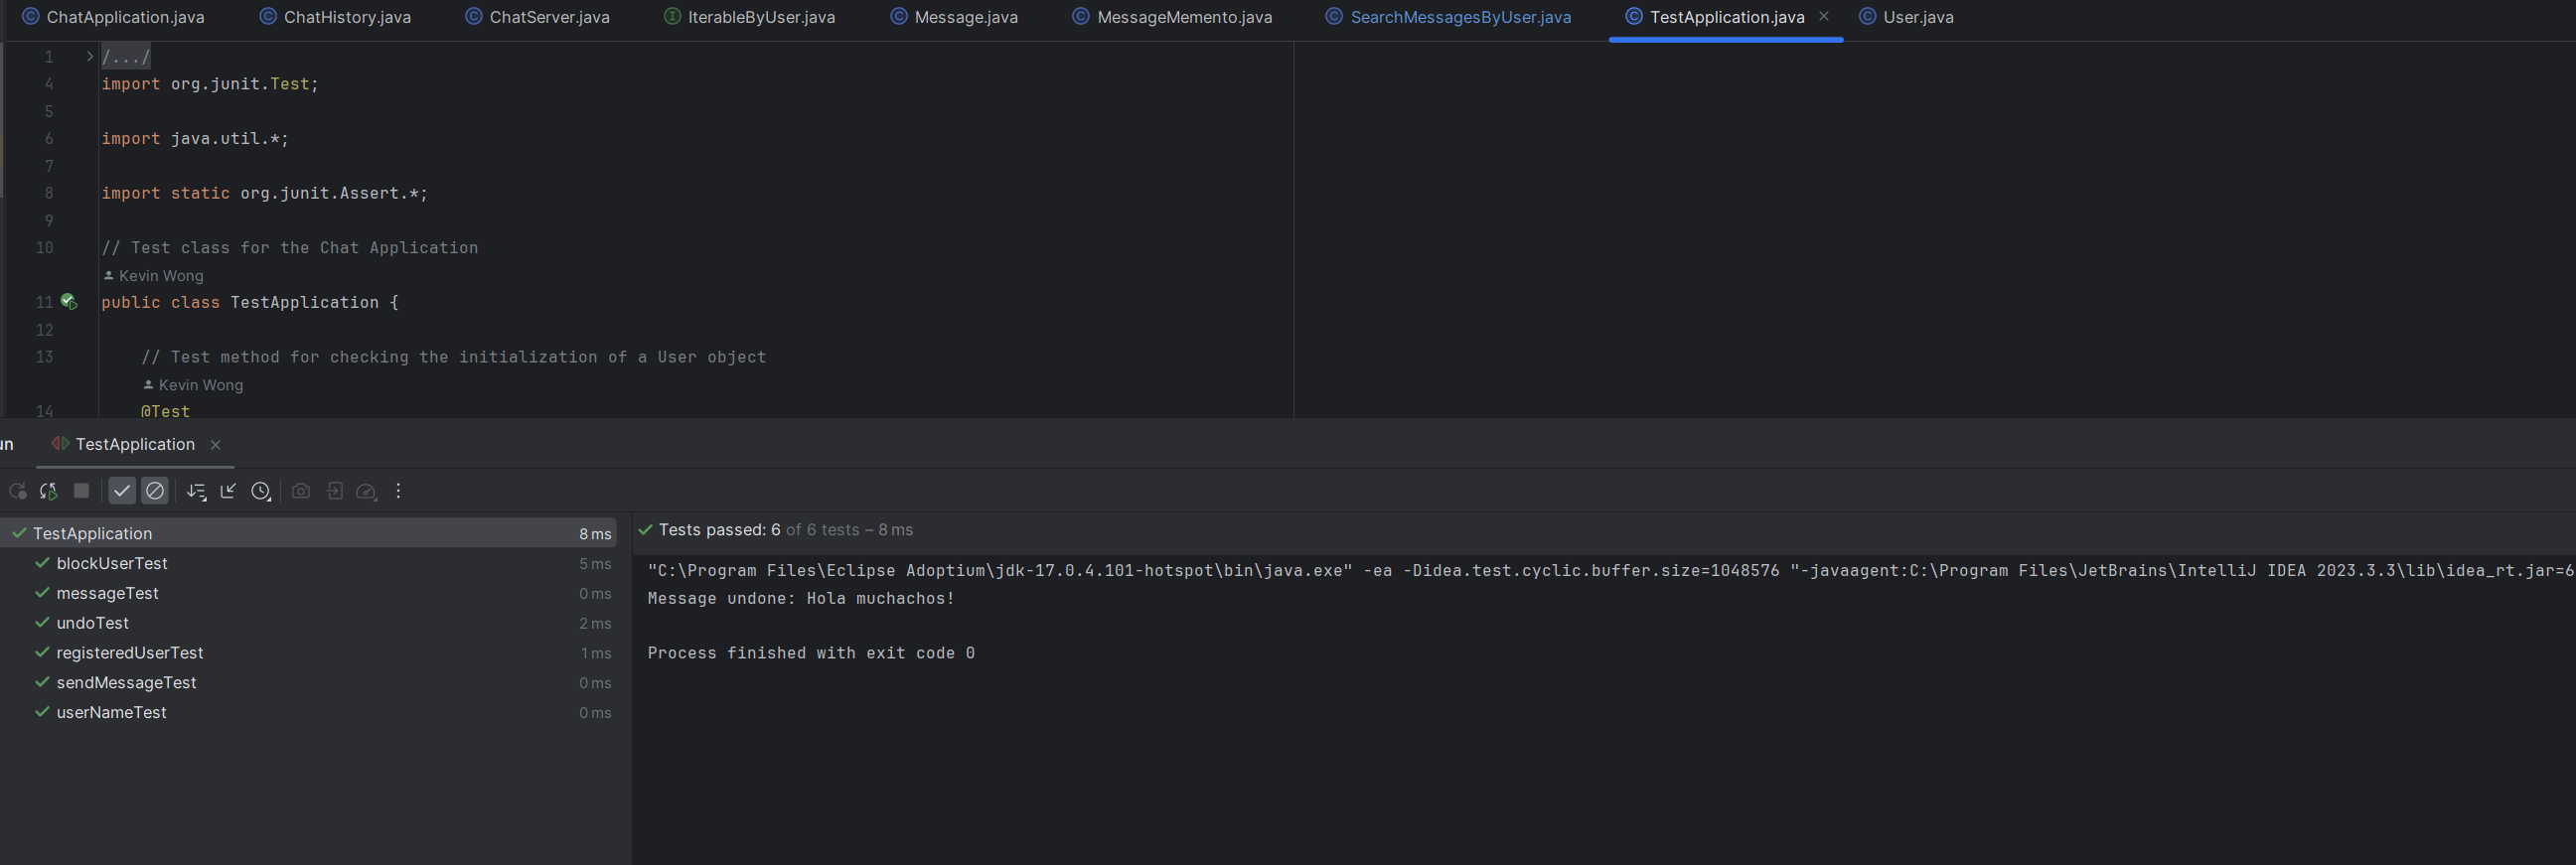 ChatApplication.java ChatHistory.java ChatServer.java IterableByUser.java Message.java MessageMemento.java SearchMessagesByUser.java TestApplication.java User.java
1 /.../
4 import org.junit.Test;
5
6 import java.util.*;
7
8 import static org.junit.Assert.*;
9
10 // Test class for the Chat Application
Kevin Wong
11 public class TestApplication {
12
13 // Test method for checking the initialization of a User object
Kevin Wong
14 @Test
un TestApplication
TestApplication 8 ms
blockUserTest 5 ms
messageTest 0 ms
undoTest 2 ms
registeredUserTest 1 ms
sendMessageTest 0 ms
userNameTest 0 ms
Tests passed: 6 of 6 tests – 8 ms
"C:\Program Files\Eclipse Adoptium\jdk-17.0.4.101-hotspot\bin\java.exe" -ea -Didea.test.cyclic.buffer.size=1048576 "-javaagent:C:\Program Files\JetBrains\IntelliJ IDEA 2023.3.3\lib\idea_rt.jar=6
Message undone: Hola muchachos!
Process finished with exit code 0